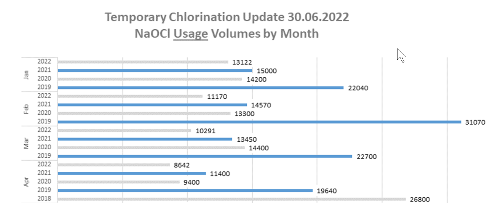 Temporary Chlorination Update 30.06.2022
NaOCl Usage Volumes by Month
Jan
2022 13122
2021 15000
2020 14200
2019 22040
Feb
2022 11170
2021 14570
2020 13300
2019 31070
Mar
2022 10291
2021 13450
2020 14400
2019 22700
Apr
2022 8642
2021 11400
2020 9400
2019 19640
2018 26800